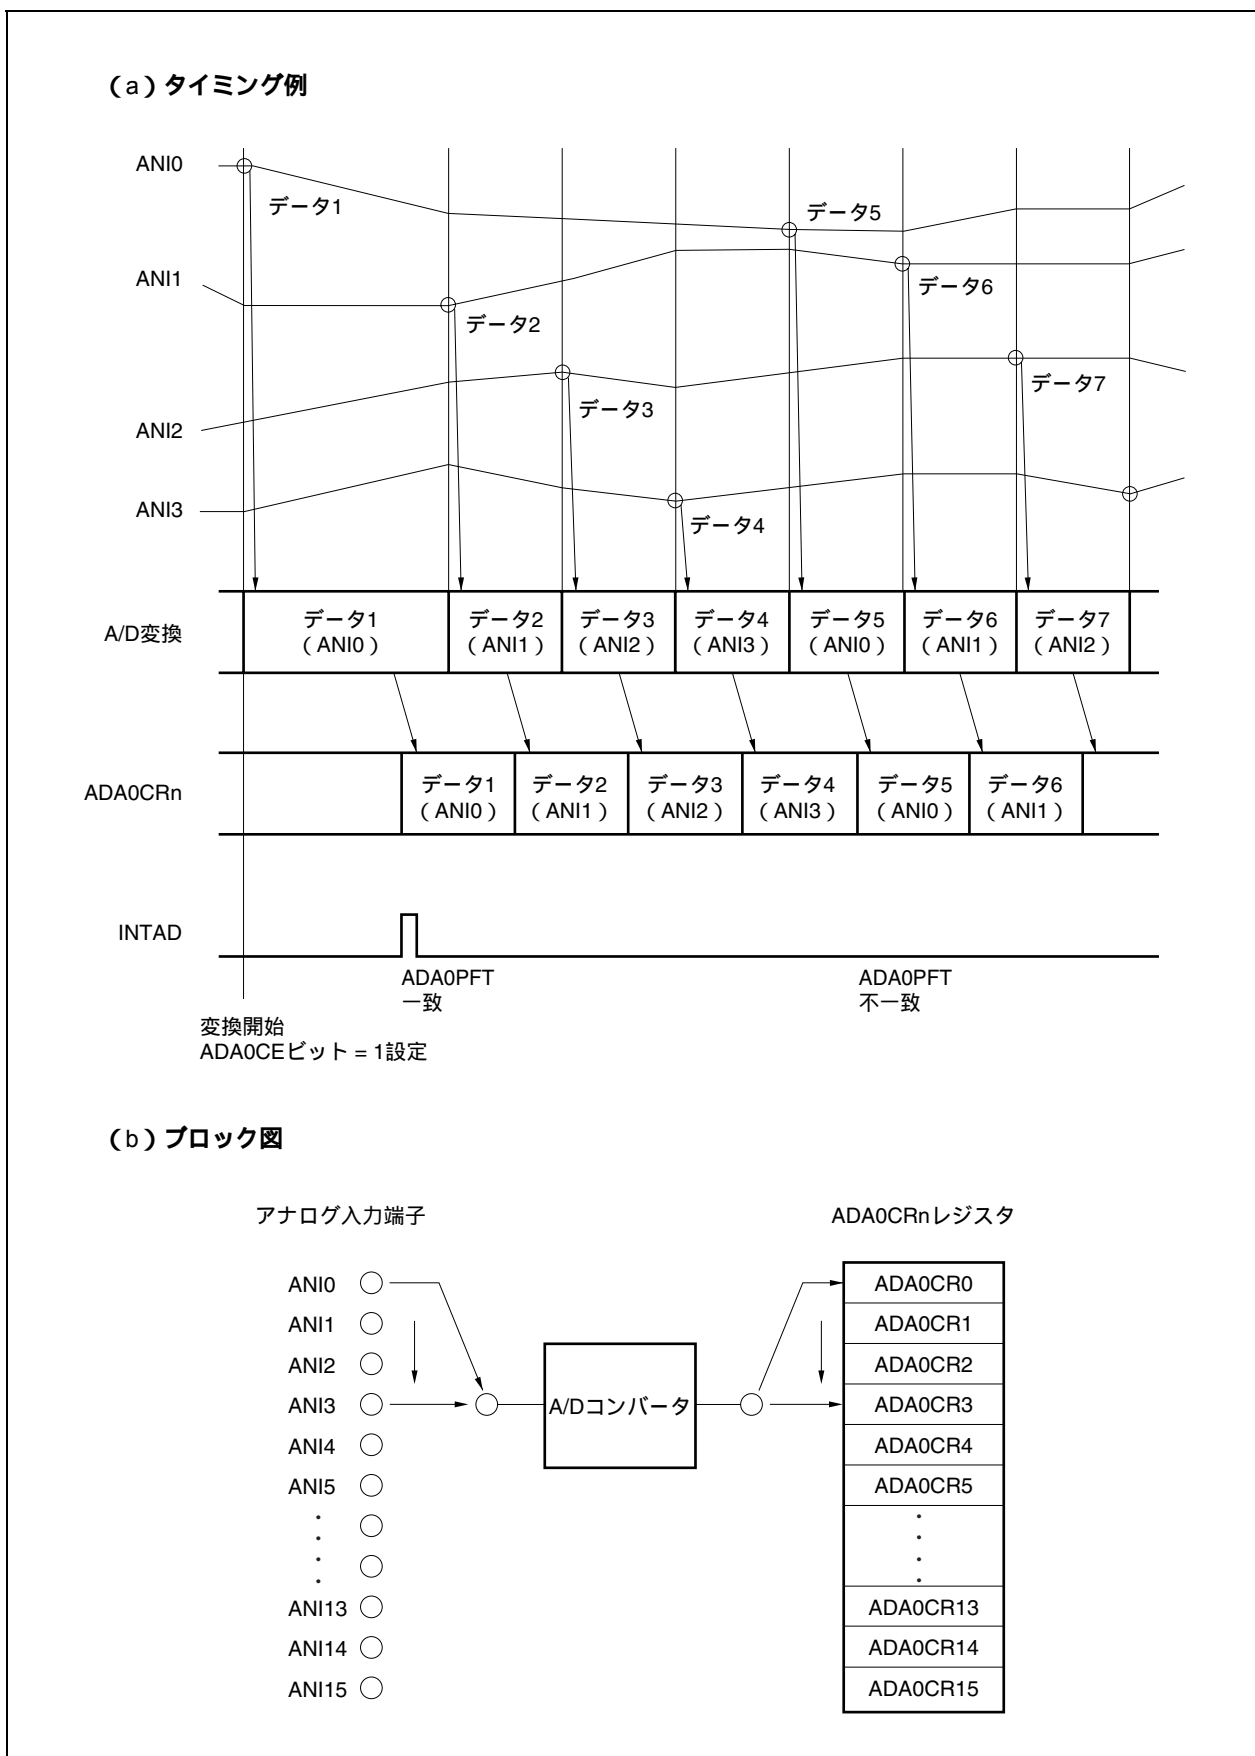 （a）タイミング例
ANI0
データ1
データ5
ANI1
データ6
データ2
データ7
データ3
ANI2
ANI3
データ4
A/D変換
データ1
（ANI0）
データ2
（ANI1）
データ3
（ANI2）
データ4
（ANI3）
データ5
（ANI0）
データ6
（ANI1）
データ7
（ANI2）
ADA0CRn
データ1
（ANI0）
データ2
（ANI1）
データ3
（ANI2）
データ4
（ANI3）
データ5
（ANI0）
データ6
（ANI1）
INTAD
ADA0PFT
一致
ADA0PFT
不一致
変換開始
ADA0CEビット = 1設定
（b）ブロック図
アナログ入力端子
ADA0CRnレジスタ
ANI0
ANI1
ANI2
ANI3
ANI4
ANI5
ANI13
ANI14
ANI15
A/Dコンバータ
ADA0CR0
ADA0CR1
ADA0CR2
ADA0CR3
ADA0CR4
ADA0CR5
ADA0CR13
ADA0CR14
ADA0CR15